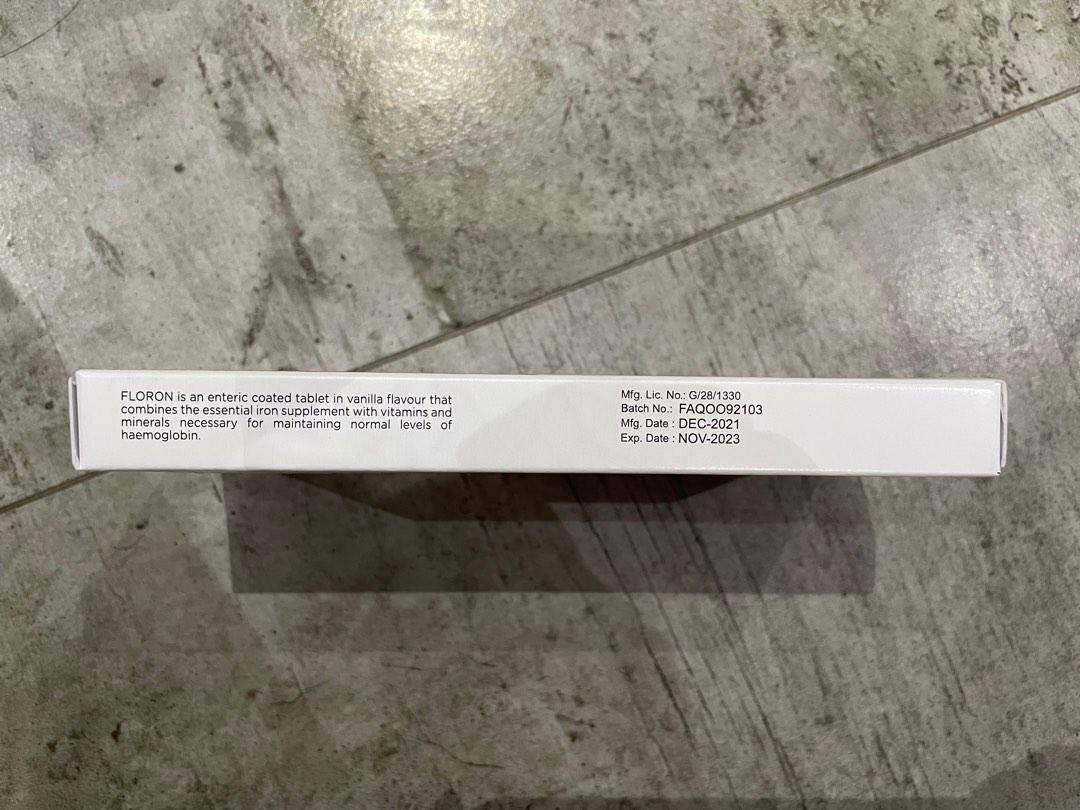 FLORON is an enteric coated tablet in vanilla flavour that
combines the essential iron supplement with vitamins and
minerals necessary for maintaining normal levels of
haemoglobin.
Mfg. Lic. No.: G/28/1330
Batch No.: FAQOO92103
Mfg. Date : DEC-2021
Exp. Date : NOV-2023